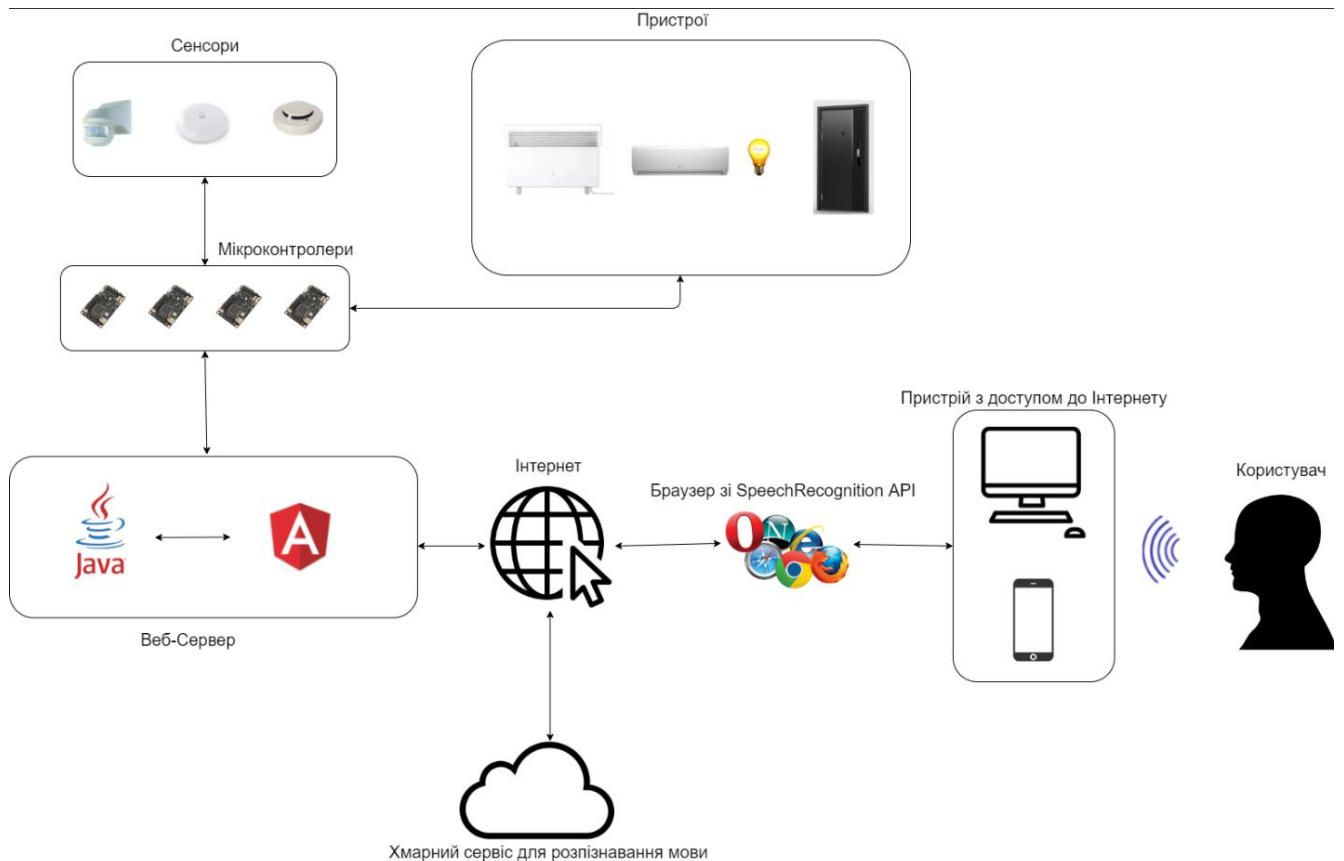 Пристрої
Сенсори
Мікроконтролери
Пристрій з доступом до Інтернету
Інтернет
Користувач
Браузер зі SpeechRecognition API
Java
A
O
N
e
Веб-Сервер
Хмарний сервіс для розпізнавання мови